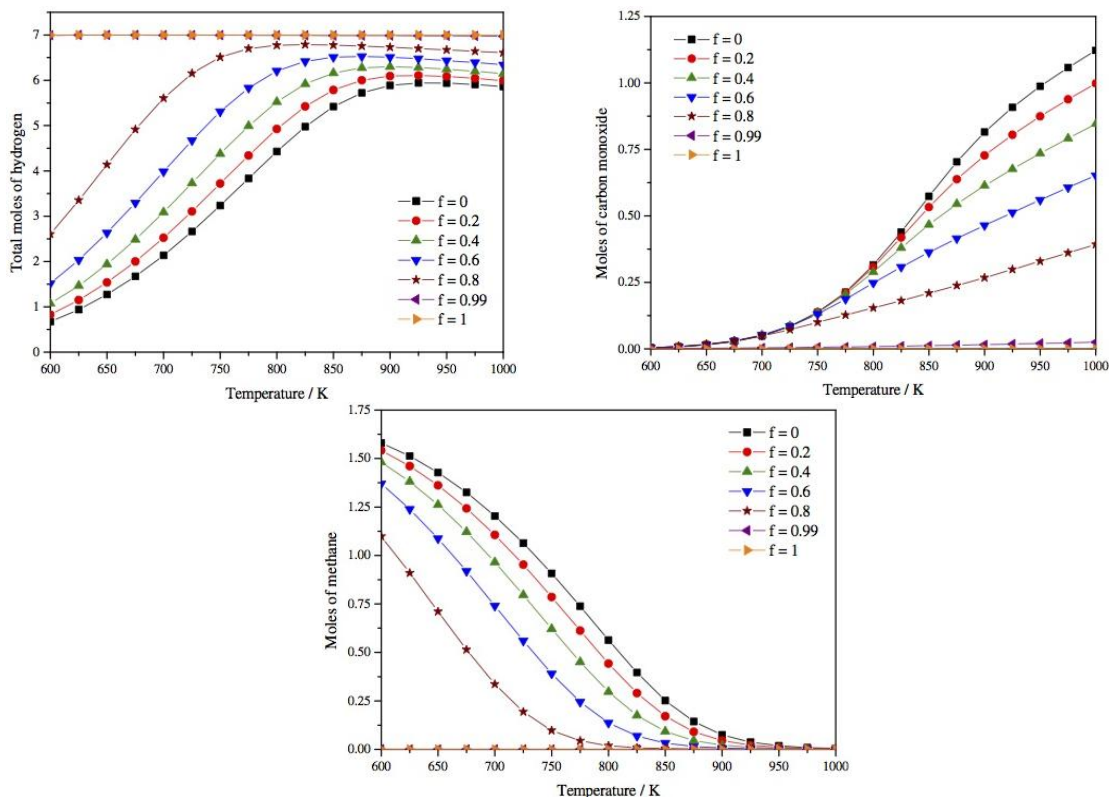 Total moles of hydrogen
7
6
5
4
3
2
1
0
f = 0
f = 0.2
f = 0.4
f = 0.6
f = 0.8
f = 0.99
f = 1
600 650 700 750 800 850 900 950 1000
Temperature / K
Moles of carbon monoxide
1.25
1.00
0.75
0.50
0.25
0.00
f = 0
f = 0.2
f = 0.4
f = 0.6
f = 0.8
f = 0.99
f = 1
600 650 700 750 800 850 900 950 1000
Temperature / K
Moles of methane
1.75
1.50
1.25
1.00
0.75
0.50
0.25
0.00
f = 0
f = 0.2
f = 0.4
f = 0.6
f = 0.8
f = 0.99
f = 1
600 650 700 750 800 850 900 950 1000
Temperature / K